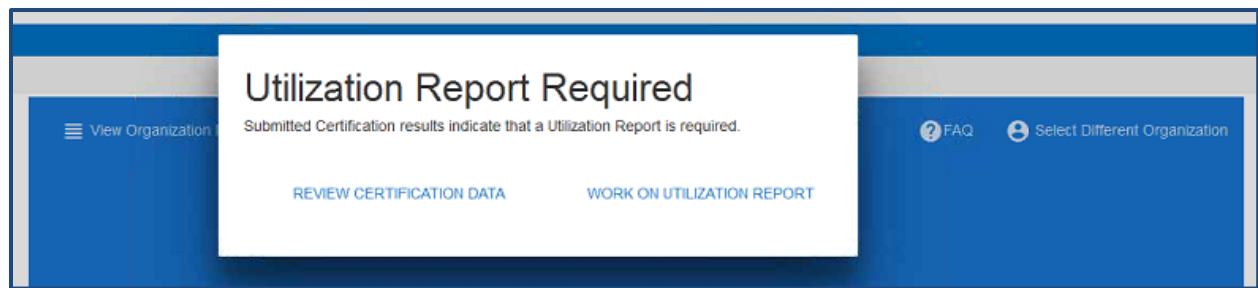 Utilization Report Required
Submitted Certification results indicate that a Utilization Report is required.
View Organization
FAQ
Select Different Organization
REVIEW CERTIFICATION DATA
WORK ON UTILIZATION REPORT